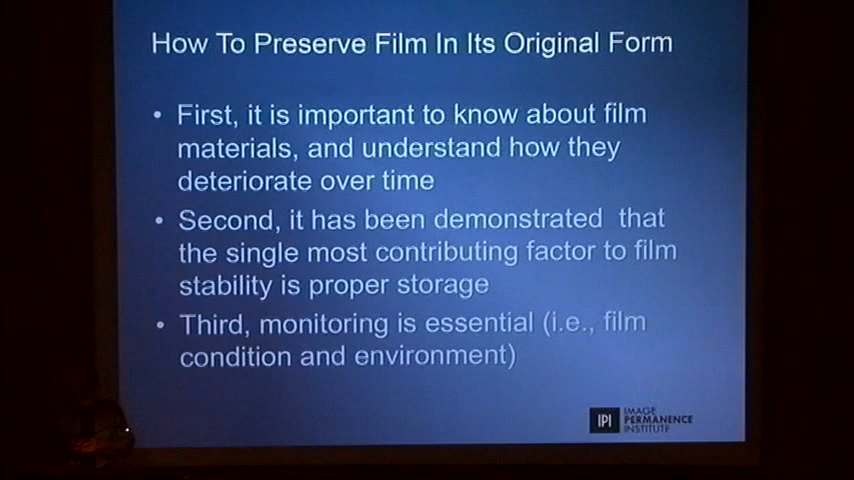 How To Preserve Film In Its Original Form
• First, it is important to know about film
materials, and understand how they
deteriorate over time
• Second, it has been demonstrated that
the single most contributing factor to film
stability is proper storage
• Third, monitoring is essential (i.e., film
condition and environment)
IPI
IMAGE
PERMANENCE
INSTITUTE